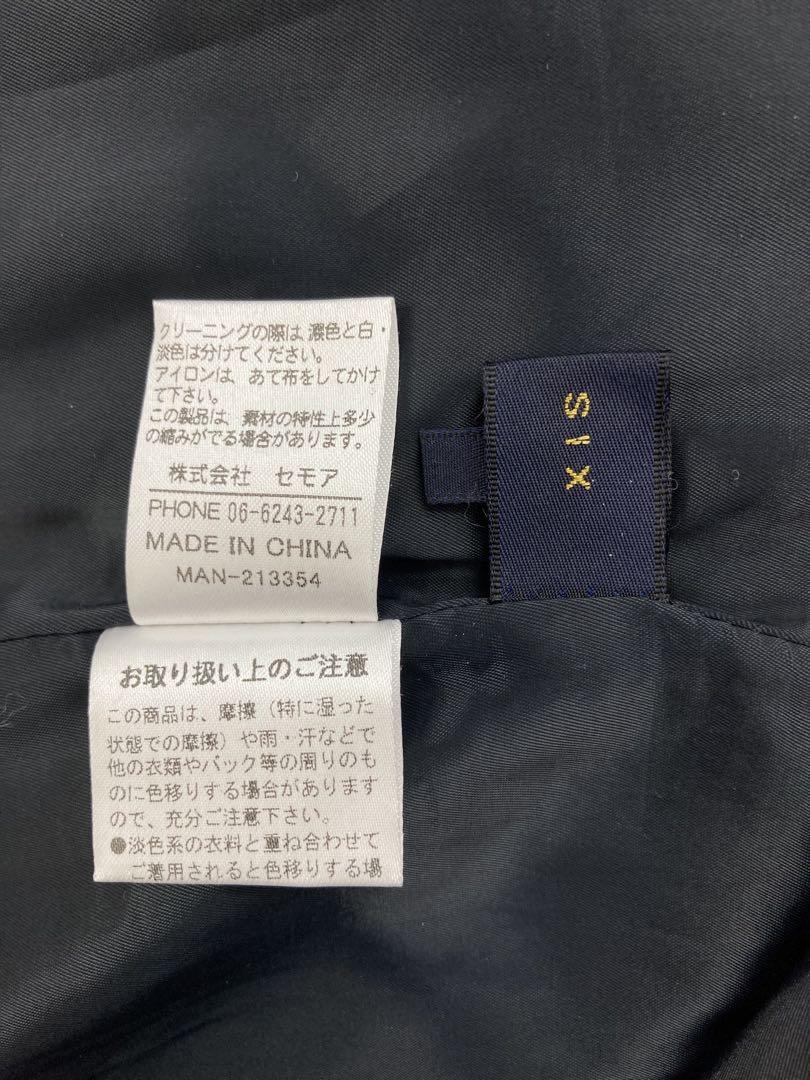 クリーニングの際は濃色と白・
淡色は分けてください。
アイロンは、あて布をしてかけ
て下さい。
この製品は、素材の特性上多少
の縮みがでる場合があります。
株式会社 セモア
PHONE 06-6243-2711
MADE IN CHINA
MAN-213354
お取り扱い上のご注意
この商品は、摩擦（特に湿った
状態での摩擦）や雨・汗などで
他の衣類やバック等の周りのも
のに色移りする場合があります
ので、充分ご注意下さい。
●淡色系の衣料と重ね合わせて
ご着用されると色移りする場
SIX